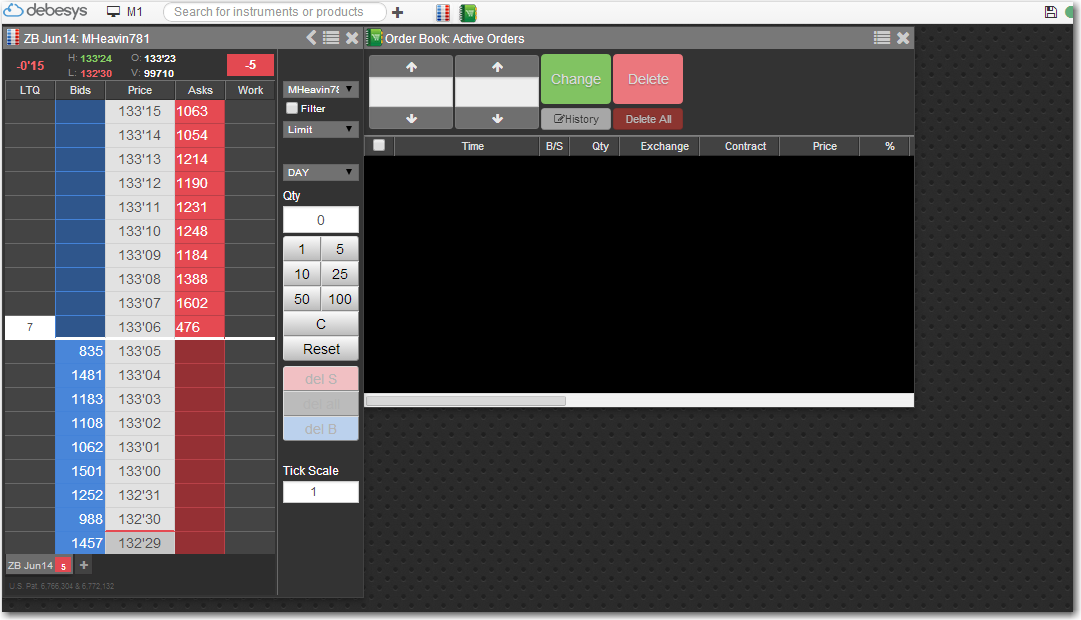 debesys M1 Search for instruments or products
ZB Jun14: MHeavin781
-0'15 H: 133'24 O: 133'23 -5
L: 132'30 V: 99710
LTQ Bids Price Asks Work
133'15 1063
133'14 1054
133'13 1214
133'12 1190
133'11 1231
133'10 1248
133'09 1184
133'08 1388
133'07 1602
7 133'06 476
835 133'05
1481 133'04
1183 133'03
1108 133'02
1062 133'01
1501 133'00
1252 132'31
988 132'30
1457 132'29
ZB Jun14 5 +
U.S. Pat. 6,766,304 & 6,772,132
MHeavin78
Filter
Limit
DAY
Qty
0
1 5
10 25
50 100
C
Reset
del S
del all
del B
Tick Scale
1
Order Book: Active Orders
Change Delete
History Delete All
Time B/S Qty Exchange Contract Price %